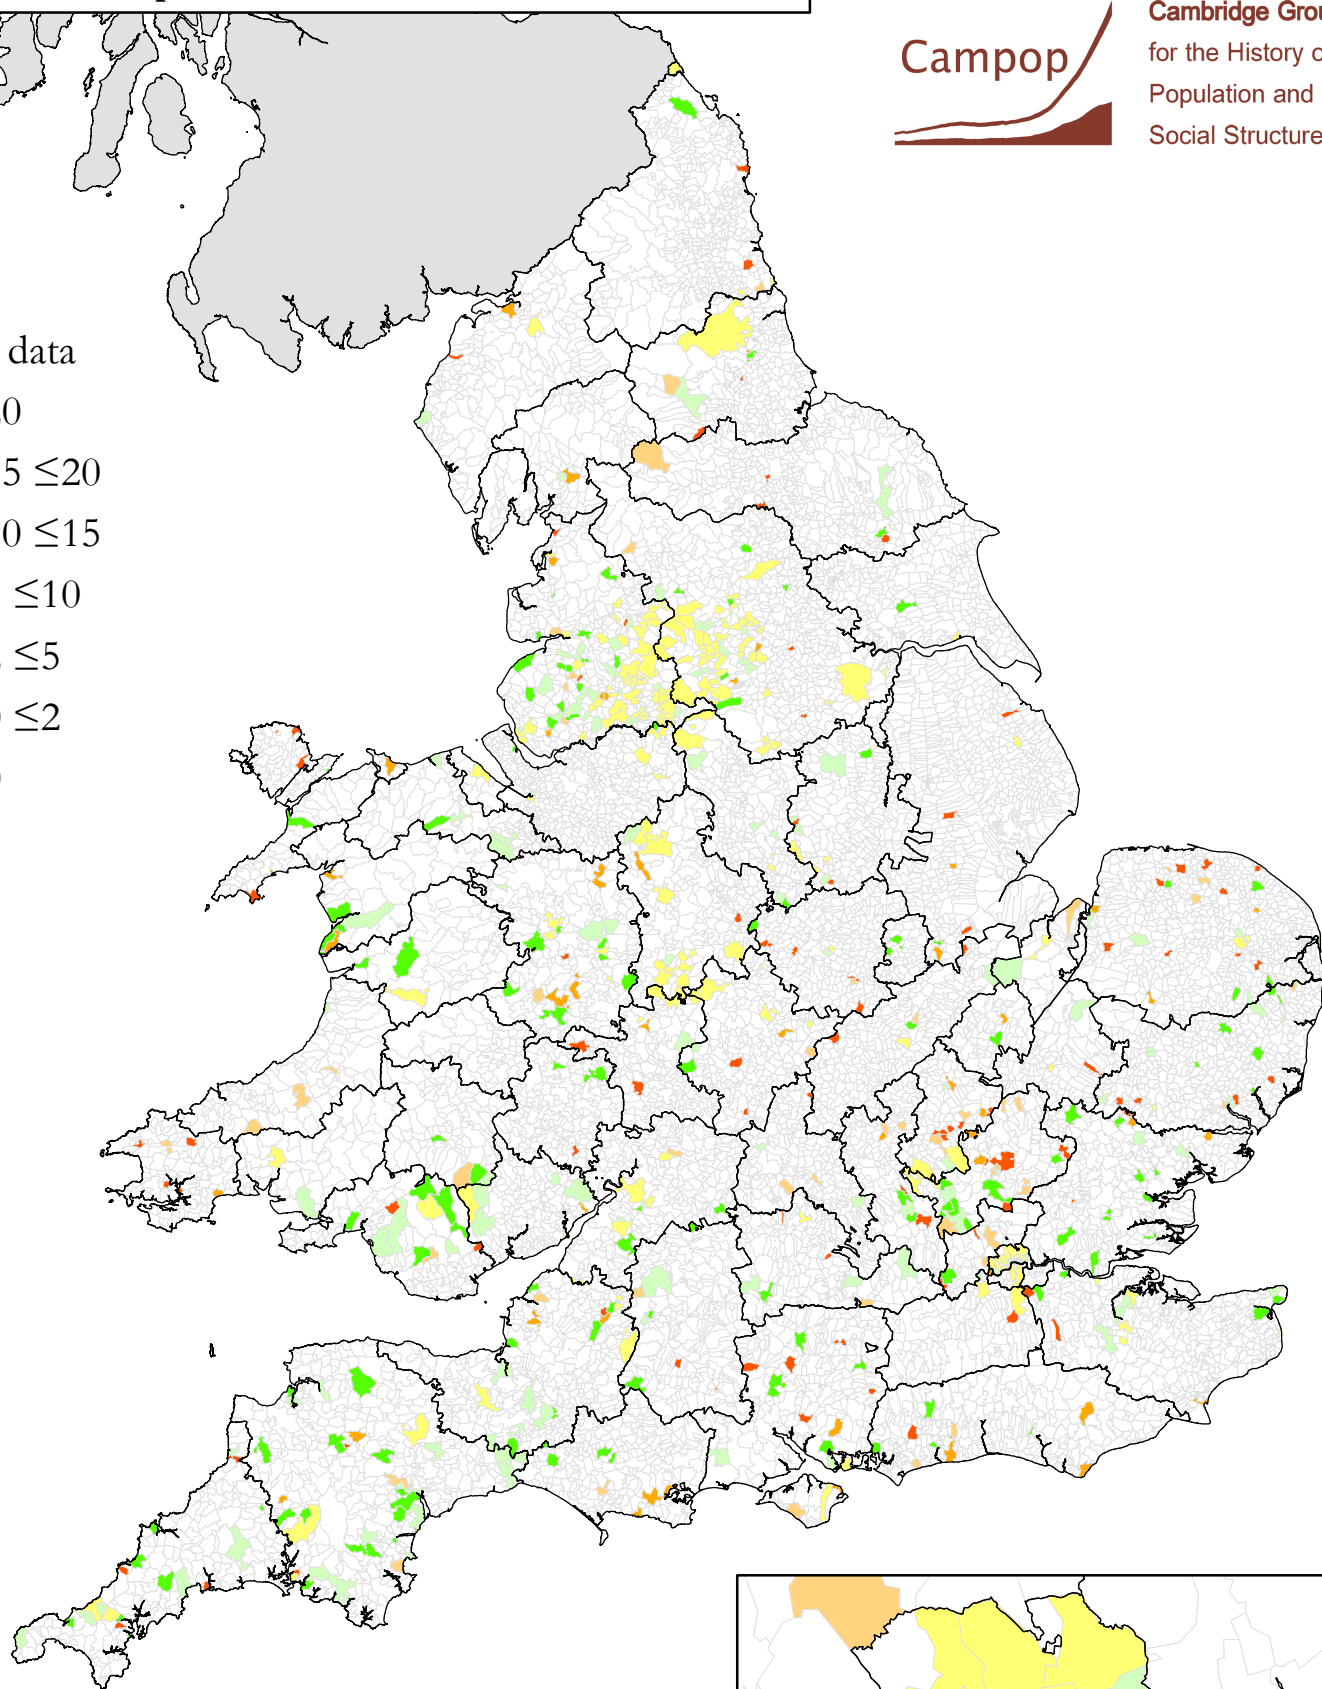 Campop
Cambridge Grou
for the History o
Population and
Social Structure
data
0
5 ≤20
0 ≤15
≤10
≤5
≤2